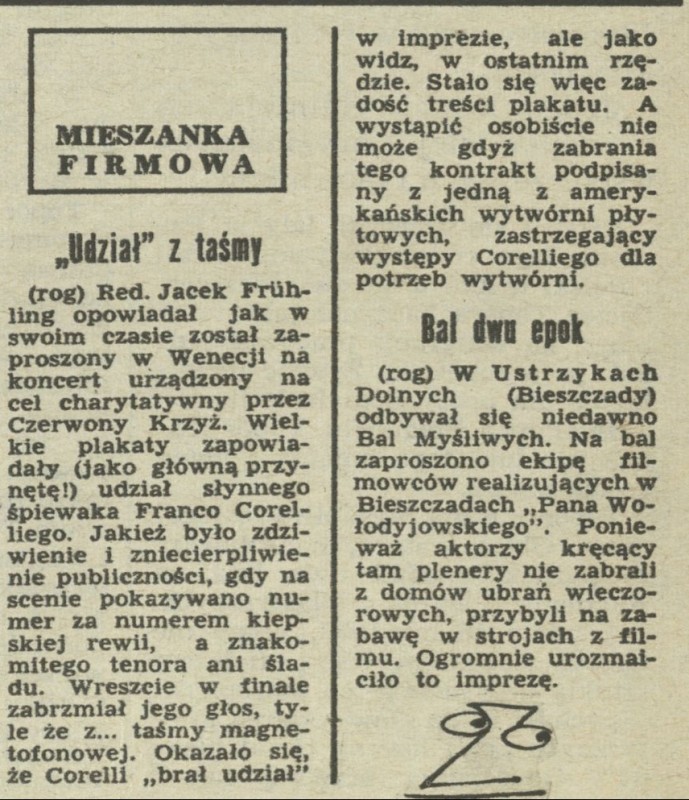 MIESZANKA
FIRMOWA
„Udział” z taśmy
(rog) Red. Jacek Früh-
ling opowiadał jak w
swoim czasie został za-
proszony w Wenecji na
koncert urządzony na
cel charytatywny przez
Czerwony Krzyż. Wiel-
kie plakaty zapowia-
dały (jako główną przy-
nętę!) udział słynnego
śpiewaka Franco Corel-
liego. Jakież było zdzi-
wienie i zniecierpliwie-
nie publiczności, gdy na
scenie pokazywano nu-
mer za numerem kiep-
skiej rewii, a znako-
mitego tenora ani śla-
du. Wreszcie w finale
zabrzmiał jego głos, ty-
le że z... taśmy magne-
tofonowej. Okazało się,
że Corelli „brał udział”
w imprezie, ale jako
widz, w ostatnim rzę-
dzie. Stało się więc za-
dość treści plakatu. A
wystąpić osobiście nie
może gdyż zabrania
tego kontrakt podpisa-
ny z jedną z amery-
kańskich wytwórni pły-
towych, zastrzegający
występy Corelliego dla
potrzeb wytwórni.
Bal dwu epok
(rog) W Ustrzykach
Dolnych (Bieszczady)
odbywał się niedawno
Bal Myśliwych. Na bal
zaproszono ekipę fil-
mowców realizujących w
Bieszczadach „Pana Wo-
łodyjowskiego”. Ponie-
waż aktorzy kręcący
tam plenery nie zabrali
z domów ubrań wieczo-
rowych, przybyli na za-
bawę w strojach z fil-
mu. Ogromnie urozmai-
ciło to imprezę.